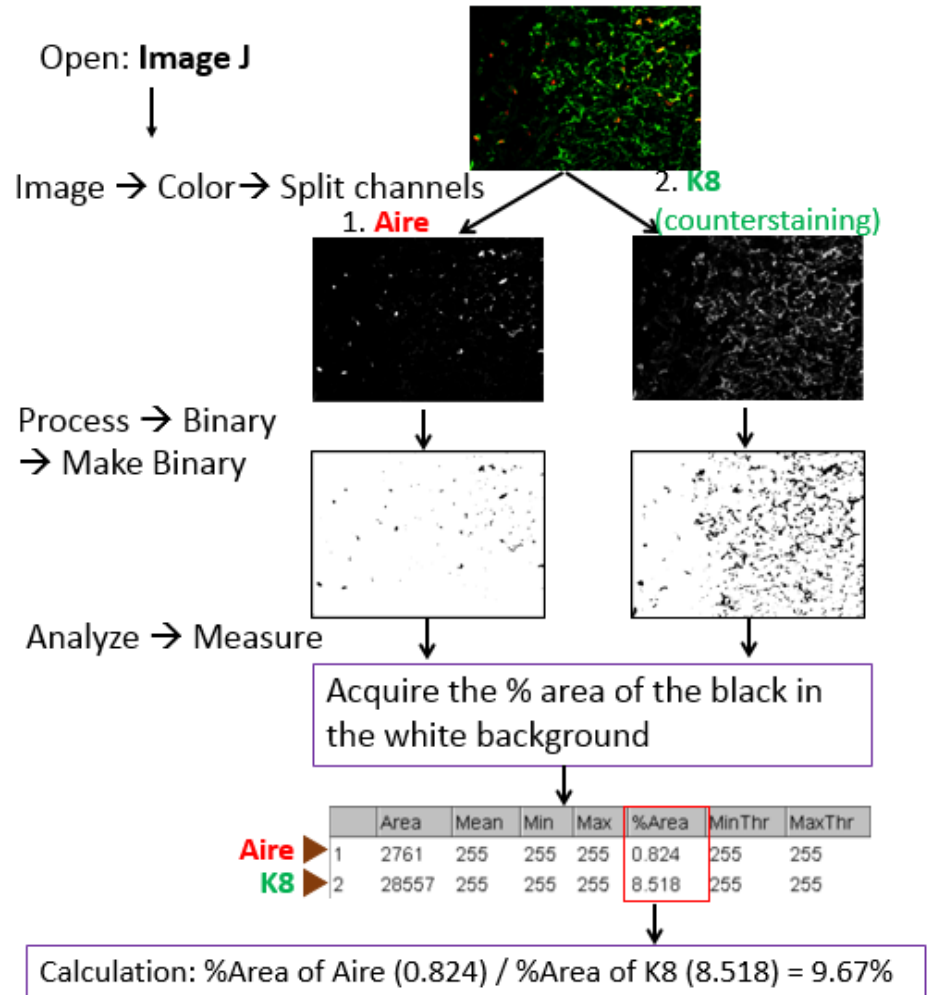 Open: Image J
Image → Color→ Split channels
1. Aire
2. K8
(counterstaining)
Process → Binary
→ Make Binary
Analyze → Measure
Acquire the % area of the black in
the white background
Area Mean Min Max %Area MinThr MaxThr
Aire 1 2761 255 255 255 0.824 255 255
K8 2 28557 255 255 255 8.518 255 255
Calculation: %Area of Aire (0.824) / %Area of K8 (8.518) = 9.67%